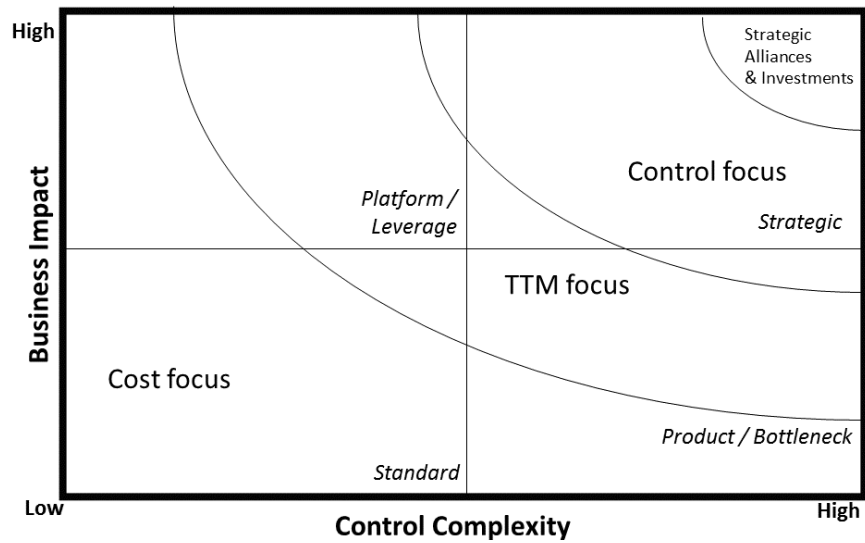 High
Strategic
Alliances
& Investments
Control focus
Platform /
Leverage
Strategic
Business Impact
TTM focus
Cost focus
Product / Bottleneck
Standard
Low
High
Control Complexity